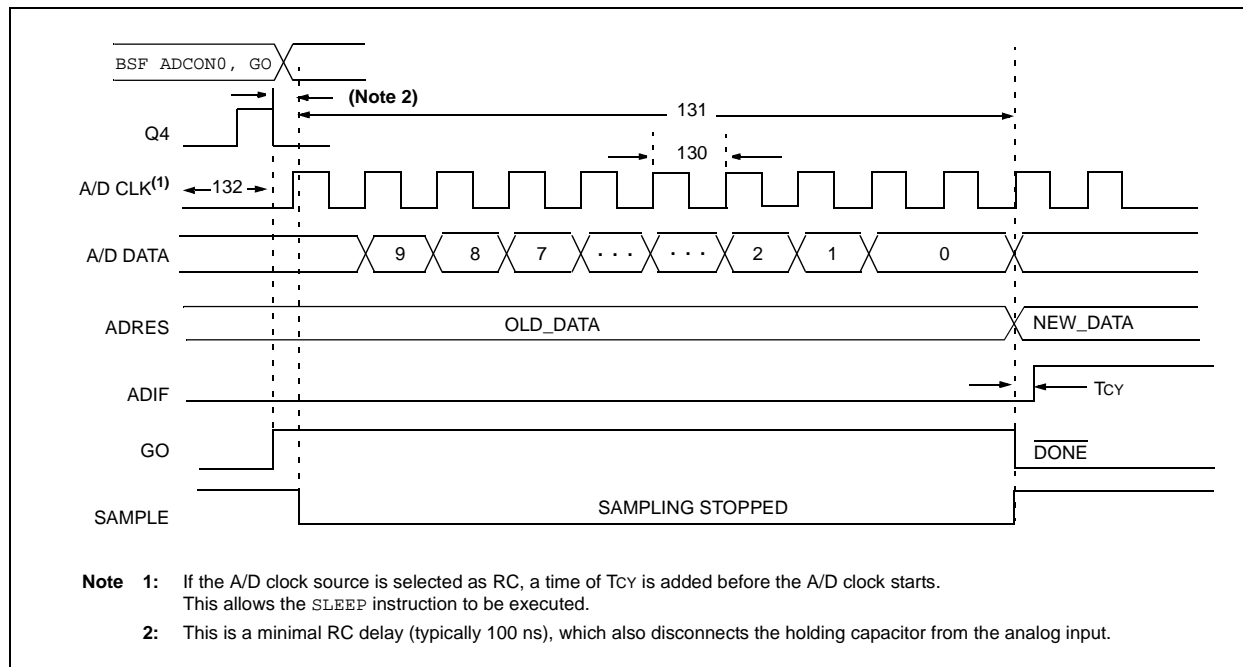 BSF ADCON0, GO
(Note 2)
131
Q4
130
A/D CLK(1)
132
A/D DATA
9 8 7 . . . . . . 2 1 0
ADRES
OLD_DATA
NEW_DATA
ADIF
TCY
GO
DONE
SAMPLE
SAMPLING STOPPED
Note 1: If the A/D clock source is selected as RC, a time of TCY is added before the A/D clock starts.
This allows the SLEEP instruction to be executed.
2: This is a minimal RC delay (typically 100 ns), which also disconnects the holding capacitor from the analog input.